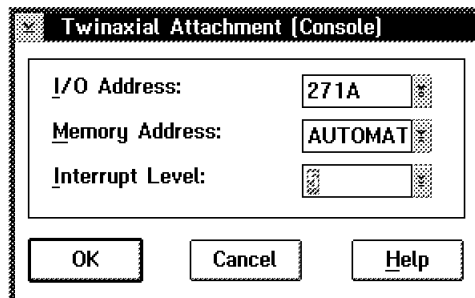 Twinaxial Attachment (Console)
I/O Address: 271A
Memory Address: AUTOMAT
Interrupt Level:
OK Cancel Help